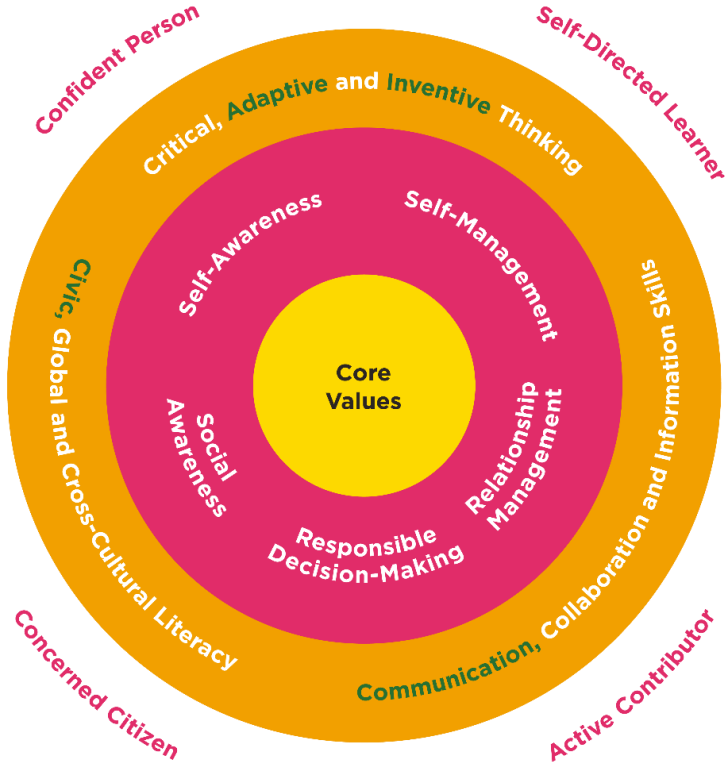 Confident Person
Self-Directed Learner
Critical, Adaptive and Inventive Thinking
Self-Awareness
Self-Management
Civic, Global and Cross-Cultural Literacy
Communication, Collaboration and Information Skills
Core
Values
Social
Awareness
Relationship
Management
Responsible
Decision-Making
Concerned Citizen
Active Contributor